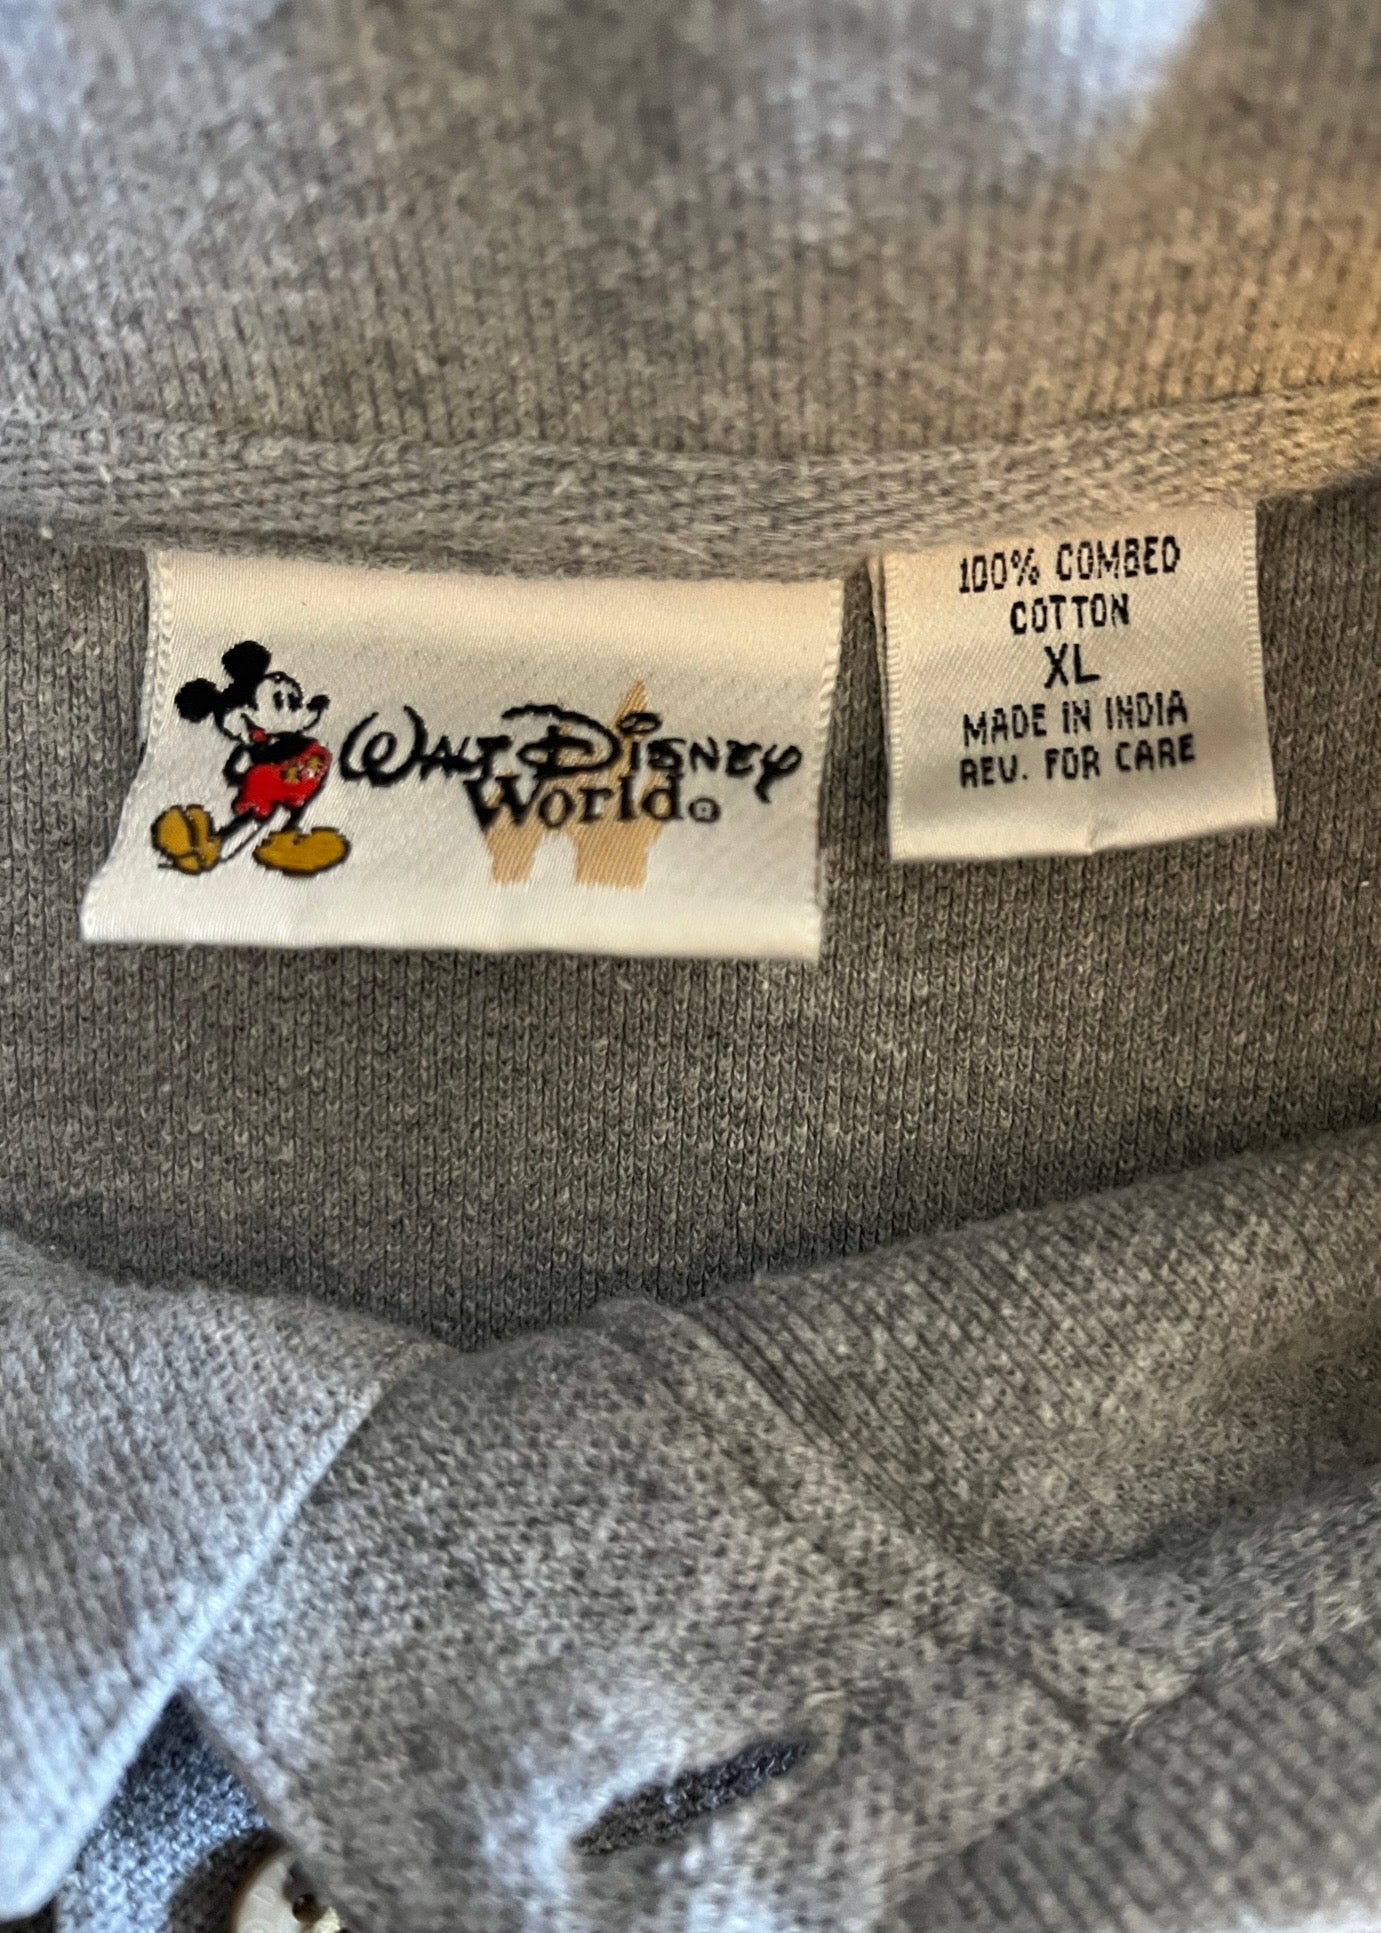 Walt Disney
World®
100% COMBED
COTTON
XL
MADE IN INDIA
REV. FOR CARE